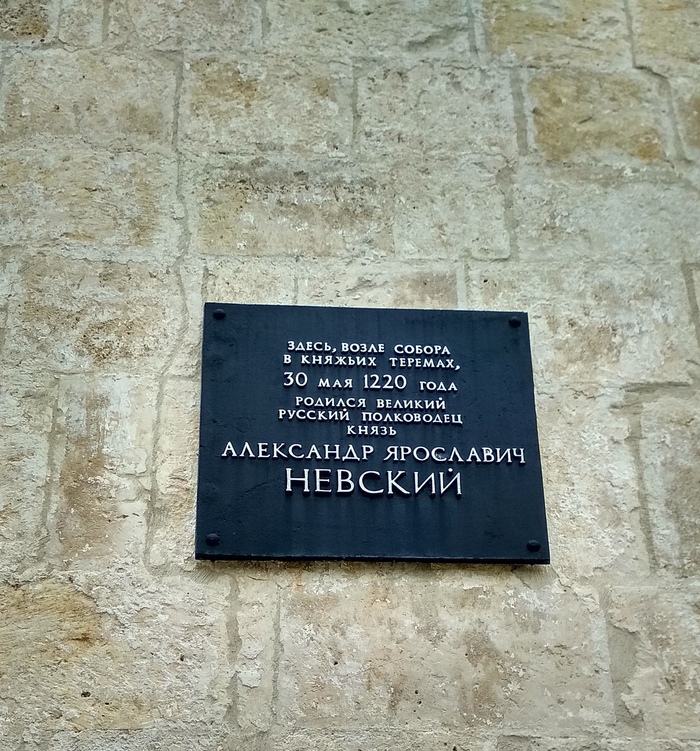 ЗДЕСЬ, ВОЗЛЕ СОБОРА
В КНЯЖЬИХ ТЕРЕМАХ,
30 МАЯ 1220 ГОДА
РОДИЛСЯ ВЕЛИКИЙ
РУССКИЙ ПОЛКОВОДЕЦ
КНЯЗЬ
АЛЕКСАНДР ЯРОСЛАВИЧ
НЕВСКИЙ